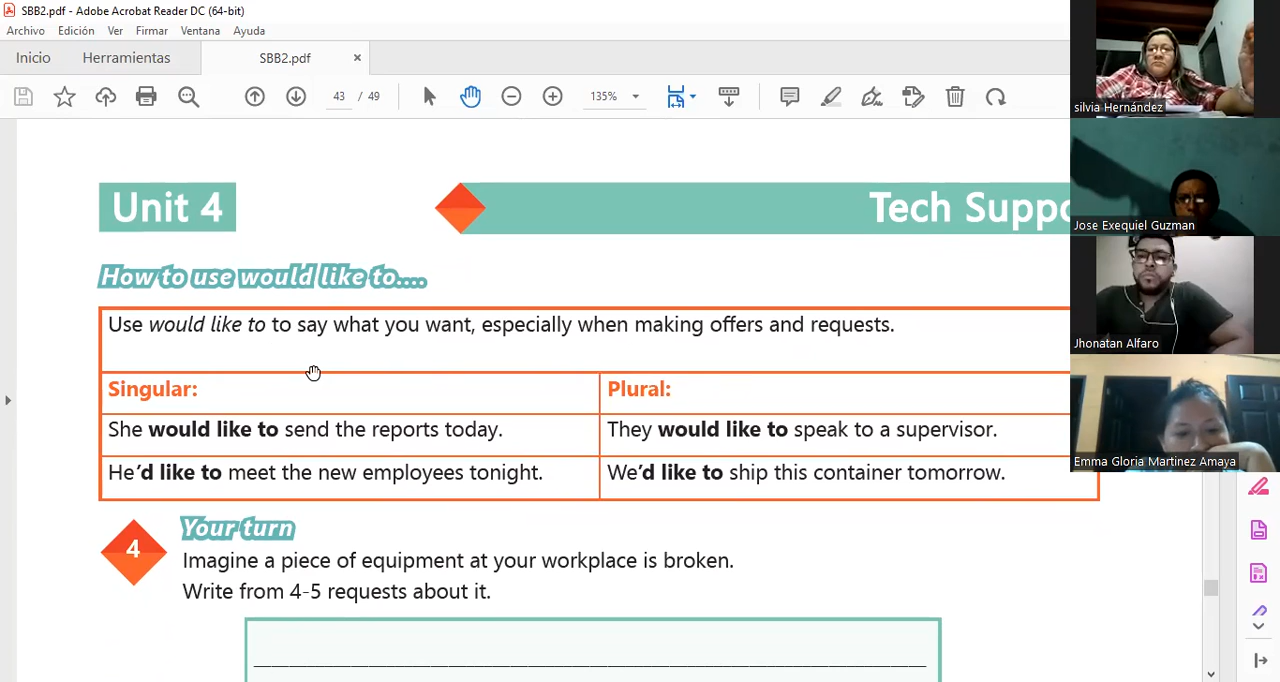 SBB2.pdf - Adobe Acrobat Reader DC (64-bit)
Archivo Edición Ver Firmar Ventana Ayuda
Inicio Herramientas SBB2.pdf ×
43 / 49 135%
Unit 4
Tech Suppo
How to use would like to....
Use would like to to say what you want, especially when making offers and requests.
Singular: Plural:
She would like to send the reports today. They would like to speak to a supervisor.
He'd like to meet the new employees tonight. We'd like to ship this container tomorrow.
4
Your turn
Imagine a piece of equipment at your workplace is broken.
Write from 4-5 requests about it.
silvia Hernández
Jose Exequiel Guzman
Jhonatan Alfaro
Emma Gloria Martinez Amaya